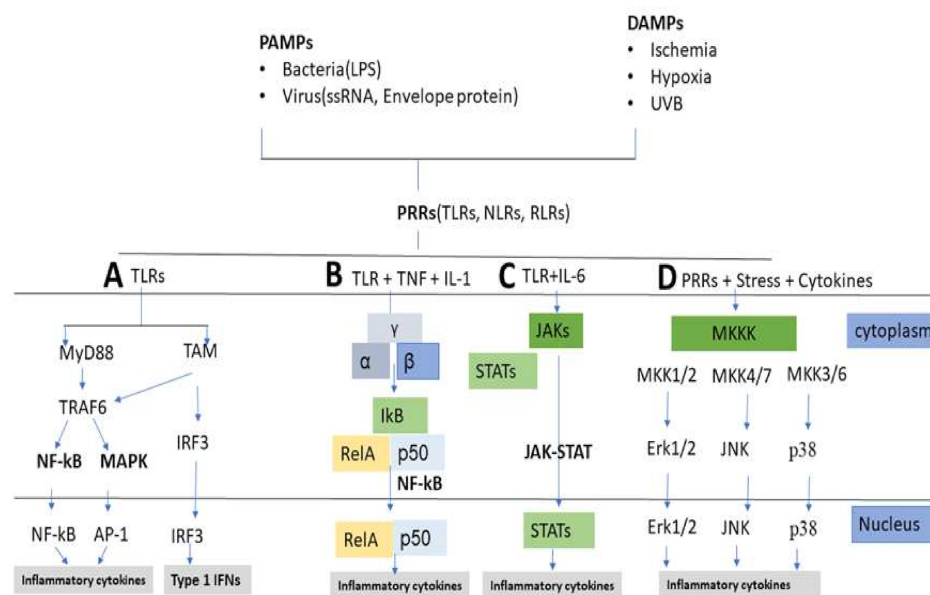 PAMPs
• Bacteria(LPS)
• Virus(ssRNA, Envelope protein)
DAMPs
• Ischemia
• Hypoxia
• UVB
PRRs(TLRs, NLRs, RLRs)
A TLRs
B TLR + TNF + IL-1
C TLR+IL-6
D PRRs + Stress + Cytokines
MyD88
TAM
TRAF6
IRF3
NF-kB
MAPK
NF-kB
AP-1
IRF3
Inflammatory cytokines
Type 1 IFNs
γ
α
β
IkB
RelA
p50
NF-kB
RelA
p50
Inflammatory cytokines
JAKs
STATs
JAK-STAT
STATs
Inflammatory cytokines
MKKK
cytoplasm
MKK1/2
MKK4/7
MKK3/6
Erk1/2
JNK
p38
Erk1/2
JNK
p38
Nucleus
Inflammatory cytokines